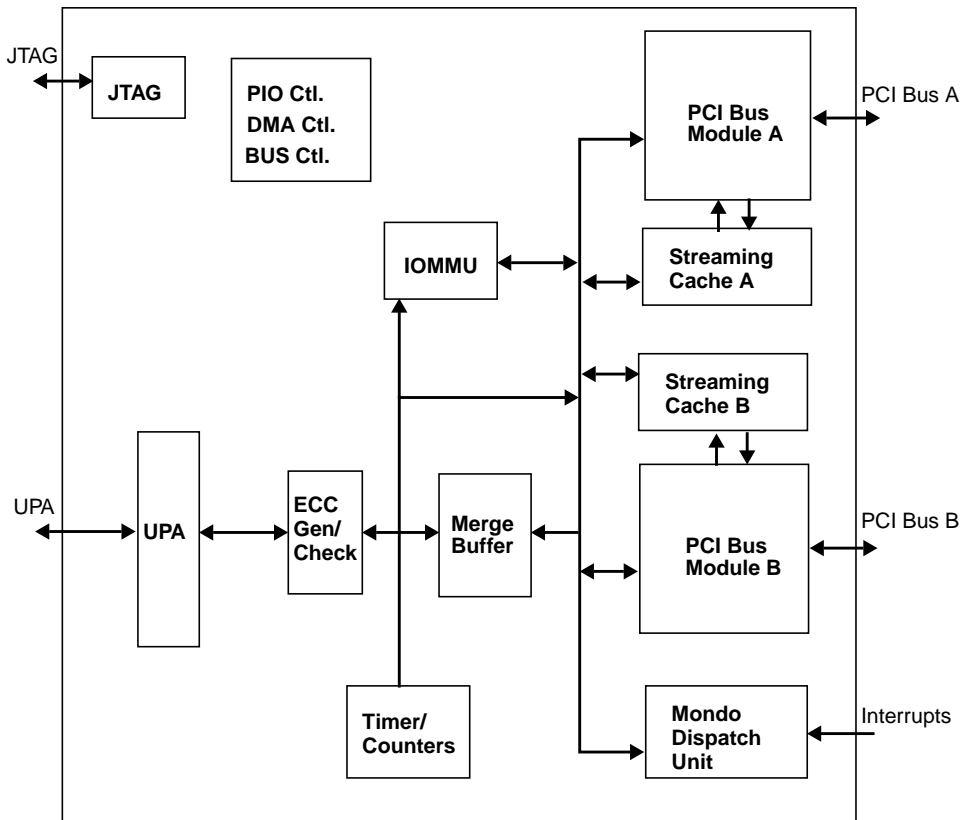 JTAG
JTAG
PIO Ctl.
DMA Ctl.
BUS Ctl.
PCI Bus
Module A
PCI Bus A
IOMMU
Streaming
Cache A
Streaming
Cache B
UPA
UPA
ECC
Gen/
Check
Merge
Buffer
PCI Bus
Module B
PCI Bus B
Timer/
Counters
Mondo
Dispatch
Unit
Interrupts